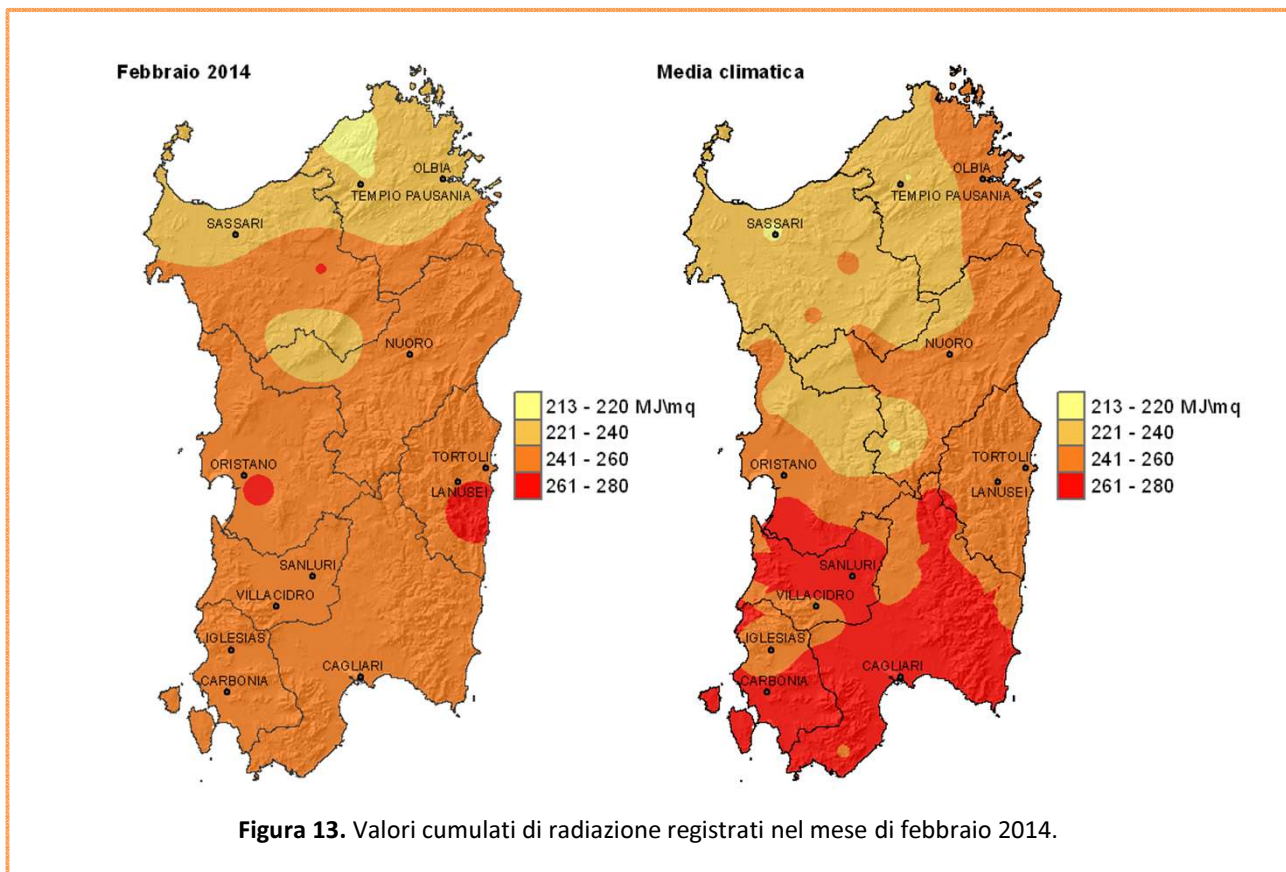 Febbraio 2014
OLBIA
TEMPIO PAUSANIA
SASSARI
NUORO
ORISTANO
TORTOLI
LANUSEI
SANLURI
VILLACIDRO
IGLESIAS
CAGLIARI
CARBONIA
213 - 220 MJ\mq
221 - 240
241 - 260
261 - 280
Media climatica
OLBIA
TEMPIO PAUSANIA
SASSARI
NUORO
ORISTANO
TORTOLI
LANUSEI
SANLURI
VILLACIDRO
IGLESIAS
CAGLIARI
CARBONIA
213 - 220 MJ\mq
221 - 240
241 - 260
261 - 280
Figura 13. Valori cumulati di radiazione registrati nel mese di febbraio 2014.